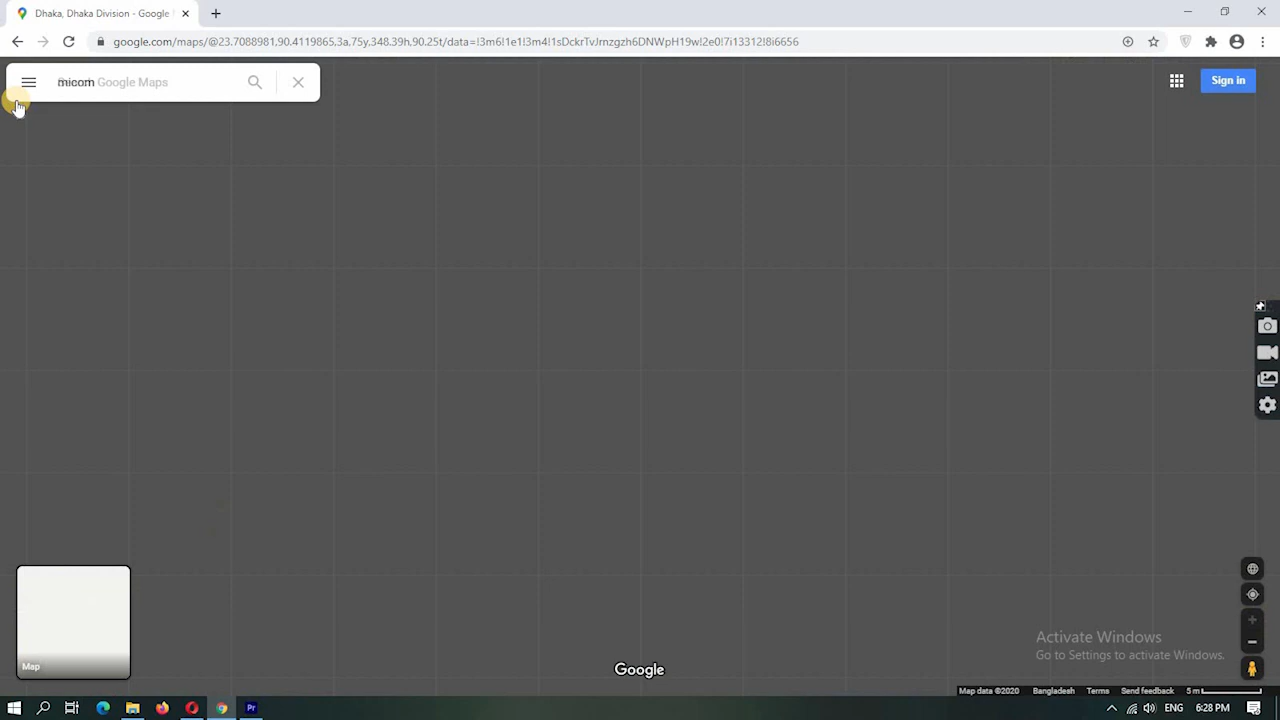 Dhaka, Dhaka Division - Google
google.com/maps/@23.7088981,90.4119865,3a,75y,348.39h,90.25t/data=!3m6!1e1!3m4!1sDckrTvJrnzgzh6DNWpH19w!2e0!7i13312!8i6656
Google Maps
Sign in
Map
Google
Activate Windows
Go to Settings to activate Windows.
Map data ©2020 Bangladesh Terms Send feedback 5 m
Pr
ENG 6:28 PM